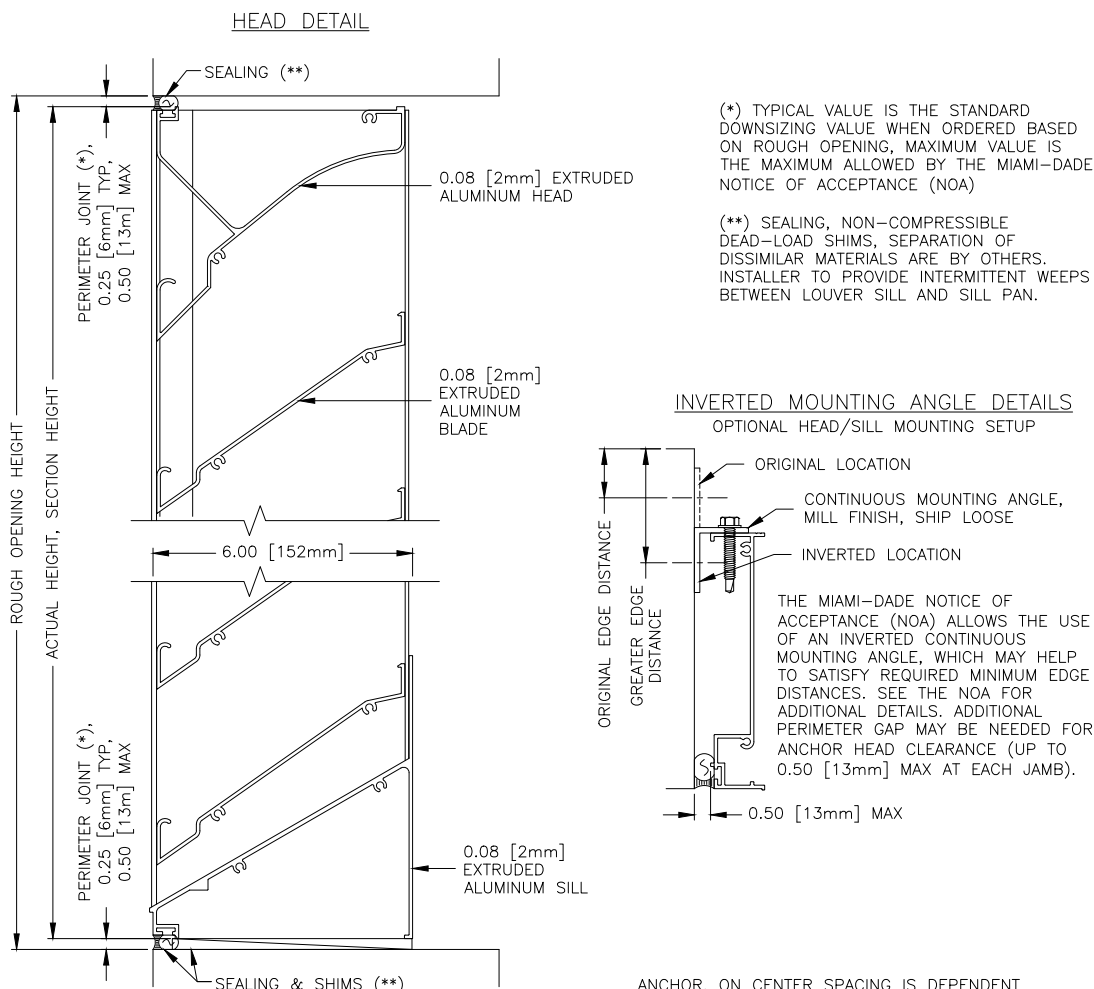 HEAD DETAIL
SEALING (**)
PERIMETER JOINT (*),
0.25 [6mm] TYP,
0.50 [13m] MAX
0.08 [2mm] EXTRUDED
ALUMINUM HEAD
0.08 [2mm]
EXTRUDED
ALUMINUM
BLADE
ROUGH OPENING HEIGHT
ACTUAL HEIGHT, SECTION HEIGHT
6.00 [152mm]
PERIMETER JOINT (*),
0.25 [6mm] TYP,
0.50 [13m] MAX
0.08 [2mm]
EXTRUDED
ALUMINUM SILL
SEALING & SHIMS (**)
(*) TYPICAL VALUE IS THE STANDARD
DOWNSIZING VALUE WHEN ORDERED BASED
ON ROUGH OPENING, MAXIMUM VALUE IS
THE MAXIMUM ALLOWED BY THE MIAMI-DADE
NOTICE OF ACCEPTANCE (NOA)
(**) SEALING, NON-COMPRESSIBLE
DEAD-LOAD SHIMS, SEPARATION OF
DISSIMILAR MATERIALS ARE BY OTHERS.
INSTALLER TO PROVIDE INTERMITTENT WEEPS
BETWEEN LOUVER SILL AND SILL PAN.
INVERTED MOUNTING ANGLE DETAILS
OPTIONAL HEAD/SILL MOUNTING SETUP
ORIGINAL LOCATION
CONTINUOUS MOUNTING ANGLE,
MILL FINISH, SHIP LOOSE
INVERTED LOCATION
ORIGINAL EDGE DISTANCE
GREATER EDGE
DISTANCE
THE MIAMI-DADE NOTICE OF
ACCEPTANCE (NOA) ALLOWS THE USE
OF AN INVERTED CONTINUOUS
MOUNTING ANGLE, WHICH MAY HELP
TO SATISFY REQUIRED MINIMUM EDGE
DISTANCES. SEE THE NOA FOR
ADDITIONAL DETAILS. ADDITIONAL
PERIMETER GAP MAY BE NEEDED FOR
ANCHOR HEAD CLEARANCE (UP TO
0.50 [13mm] MAX AT EACH JAMB).
0.50 [13mm] MAX
ANCHOR ON CENTER SPACING IS DEPENDENT